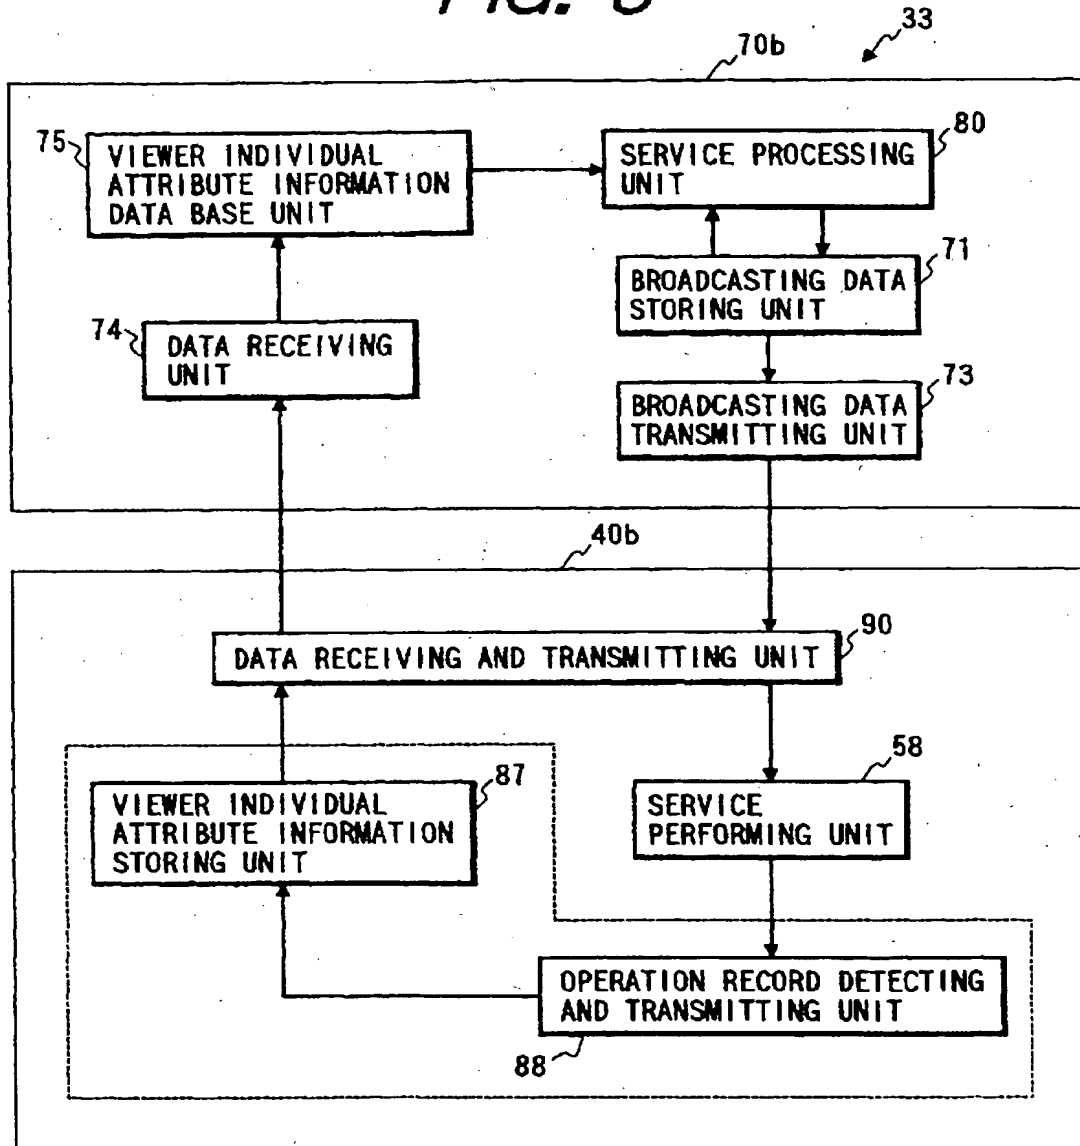 33
70b
75
VIEWER INDIVIDUAL
ATTRIBUTE INFORMATION
DATA BASE UNIT
80
SERVICE PROCESSING
UNIT
71
BROADCASTING DATA
STORING UNIT
74
DATA RECEIVING
UNIT
73
BROADCASTING DATA
TRANSMITTING UNIT
40b
90
DATA RECEIVING AND TRANSMITTING UNIT
87
VIEWER INDIVIDUAL
ATTRIBUTE INFORMATION
STORING UNIT
58
SERVICE
PERFORMING UNIT
OPERATION RECORD DETECTING
AND TRANSMITTING UNIT
88